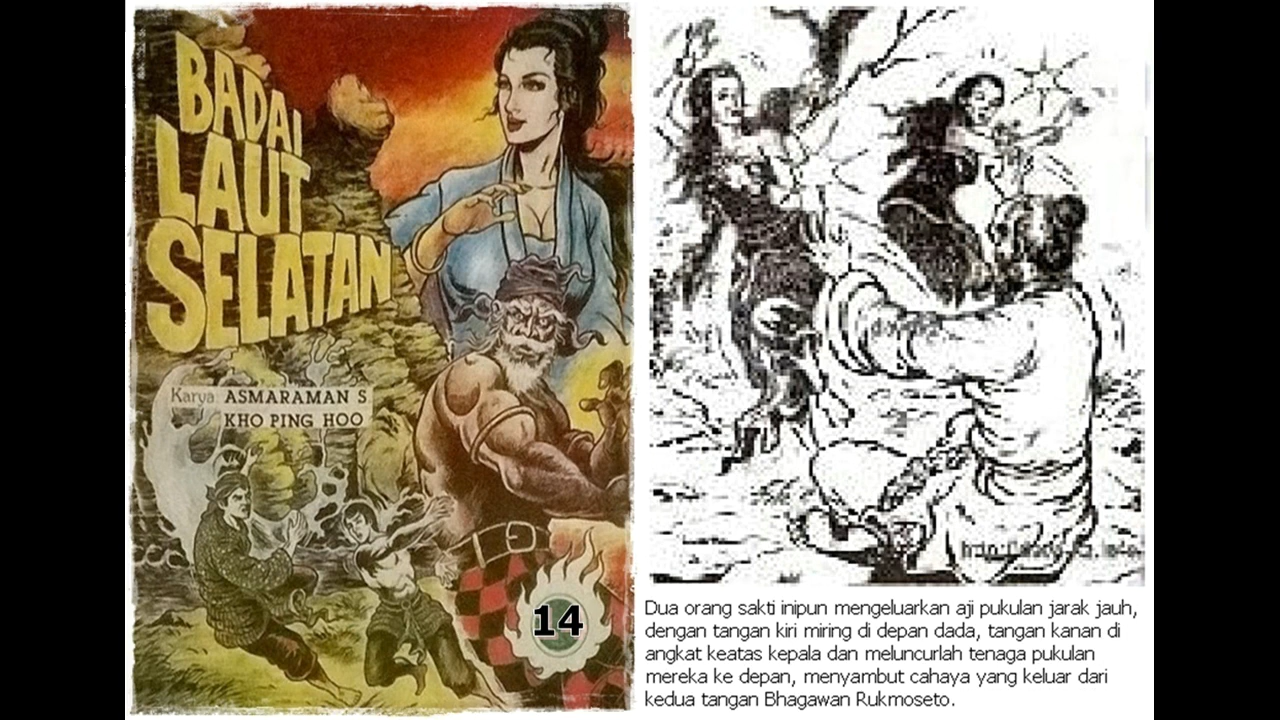 BADAI
LAUT
SELATAN
Karya ASMARAMAN S
KHO PING HOO
14
Dua orang sakti inipun mengeluarkan aji pukulan jarak jauh,
dengan tangan kiri miring di depan dada, tangan kanan di
angkat keatas kepala dan meluncurlah tenaga pukulan
mereka ke depan, menyambut cahaya yang keluar dari
kedua tangan Bhagawan Rukmoseto.